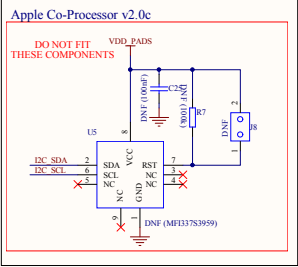 Apple Co-Processor v2.0c
DO NOT FIT
THESE COMPONENTS
VDD_PADS
DNF (100nF)
C25
DNF (100k)
R7
2
DNF
J8
1
U5
8
VCC
I2C_SDA
2
SDA
RST
7
I2C_SCL
6
SCL
NC
3
5
NC
NC
4
NC
GND
9
1
DNF (MFI337S3959)